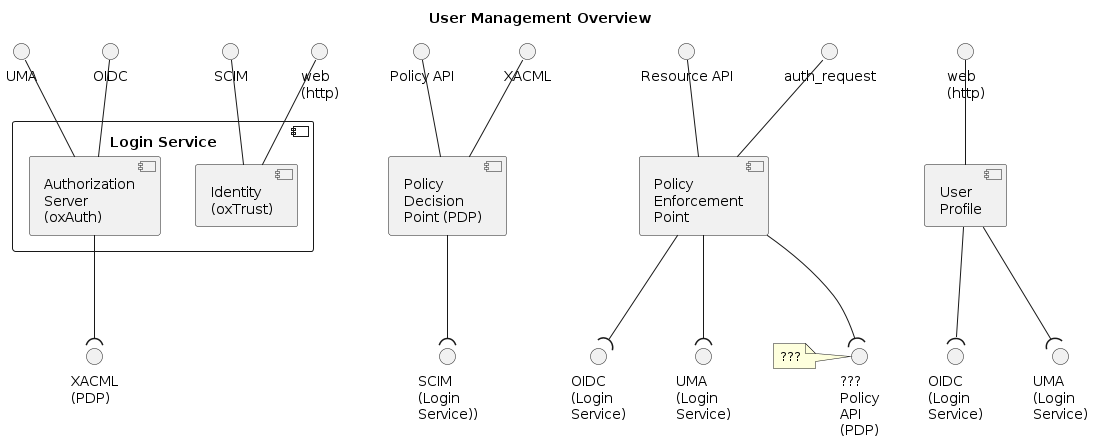 User Management Overview
UMA
OIDC
SCIM
web
(http)
Policy API
XACML
Resource API
auth_request
web
(http)
Login Service
Authorization
Server
(oxAuth)
Identity
(oxTrust)
Policy
Decision
Point (PDP)
Policy
Enforcement
Point
User
Profile
XACML
(PDP)
SCIM
(Login
Service))
OIDC
(Login
Service)
UMA
(Login
Service)
???
???
Policy
API
(PDP)
OIDC
(Login
Service)
UMA
(Login
Service)